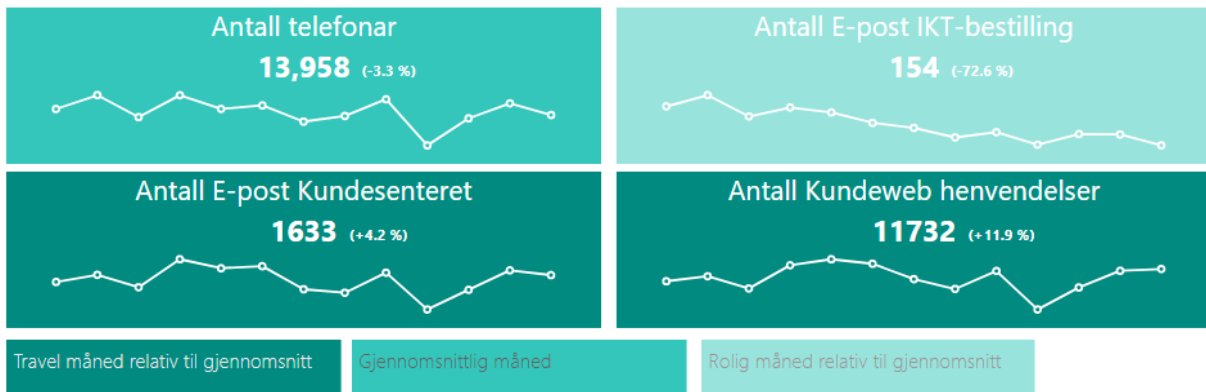 Antall telefonar
13,958 (-3.3 %)
Antall E-post IKT-bestilling
154 (-72.6 %)
Antall E-post Kundesenteret
1633 (+4.2 %)
Antall Kundeweb henvendelser
11732 (+11.9 %)
Travel måned relativ til gjennomsnitt
Gjennomsnittlig måned
Rolig måned relativ til gjennomsnitt